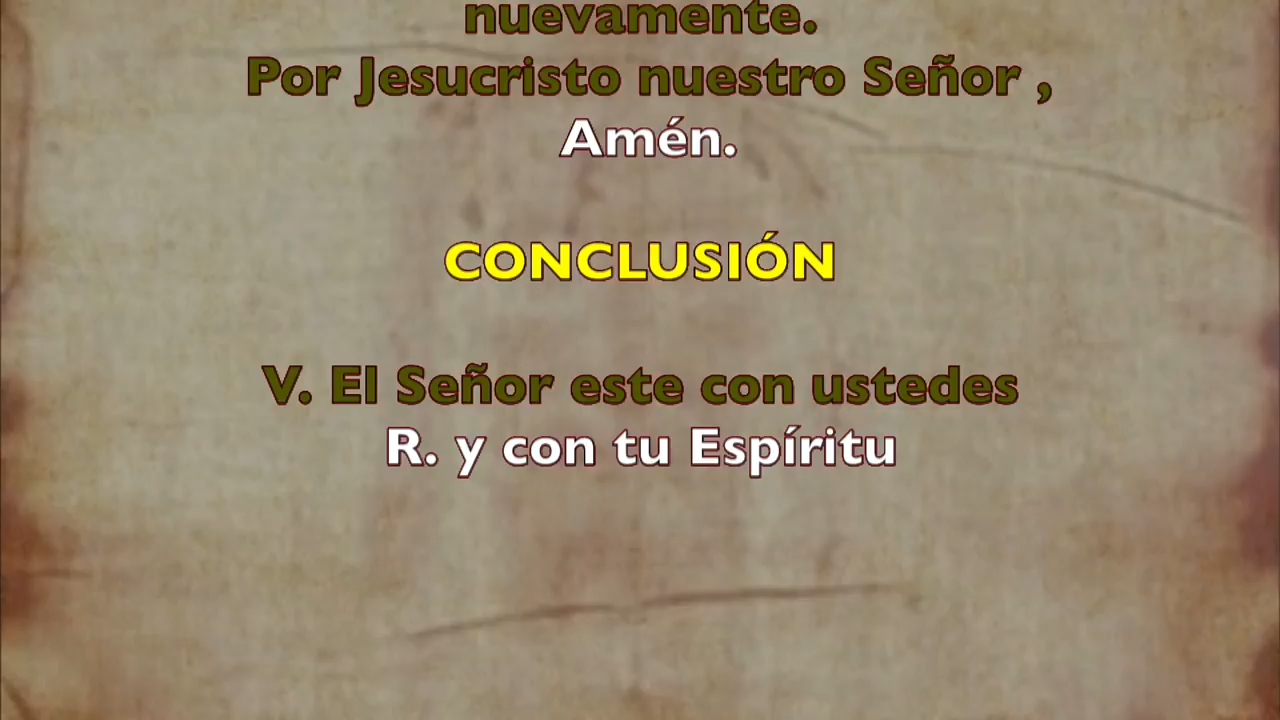 nuevamente.
Por Jesucristo nuestro Señor ,
Amén.
CONCLUSIÓN
V. El Señor este con ustedes
R. y con tu Espíritu